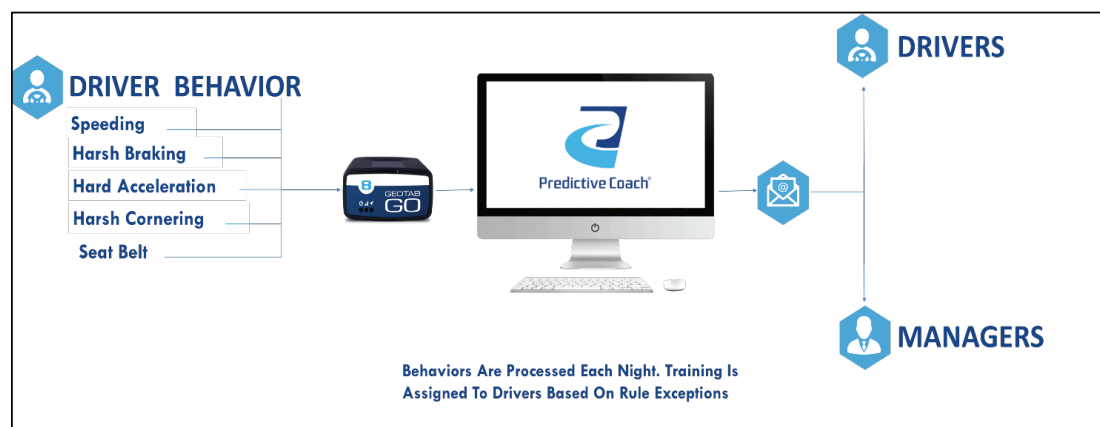 DRIVER BEHAVIOR
Speeding
Harsh Braking
Hard Acceleration
Harsh Cornering
Seat Belt
8
GEOTAB
GO
Predictive Coach®
@
DRIVERS
MANAGERS
Behaviors Are Processed Each Night. Training Is
Assigned To Drivers Based On Rule Exceptions